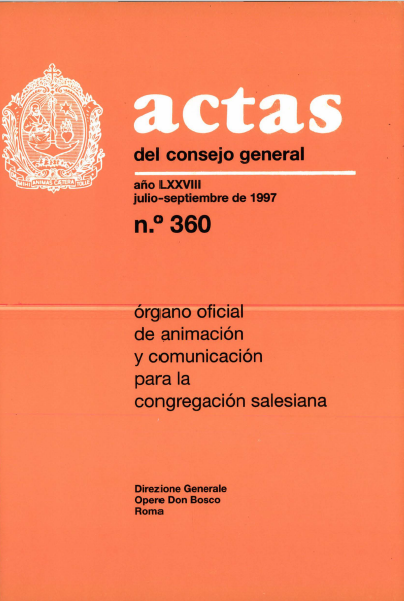 actas
del consejo general
año LXXVIII
julio-septiembre de 1997
n.º 360
órgano oficial
de animación
y comunicación
para la
congregación salesiana
Direzione Generale
Opere Don Bosco
Roma